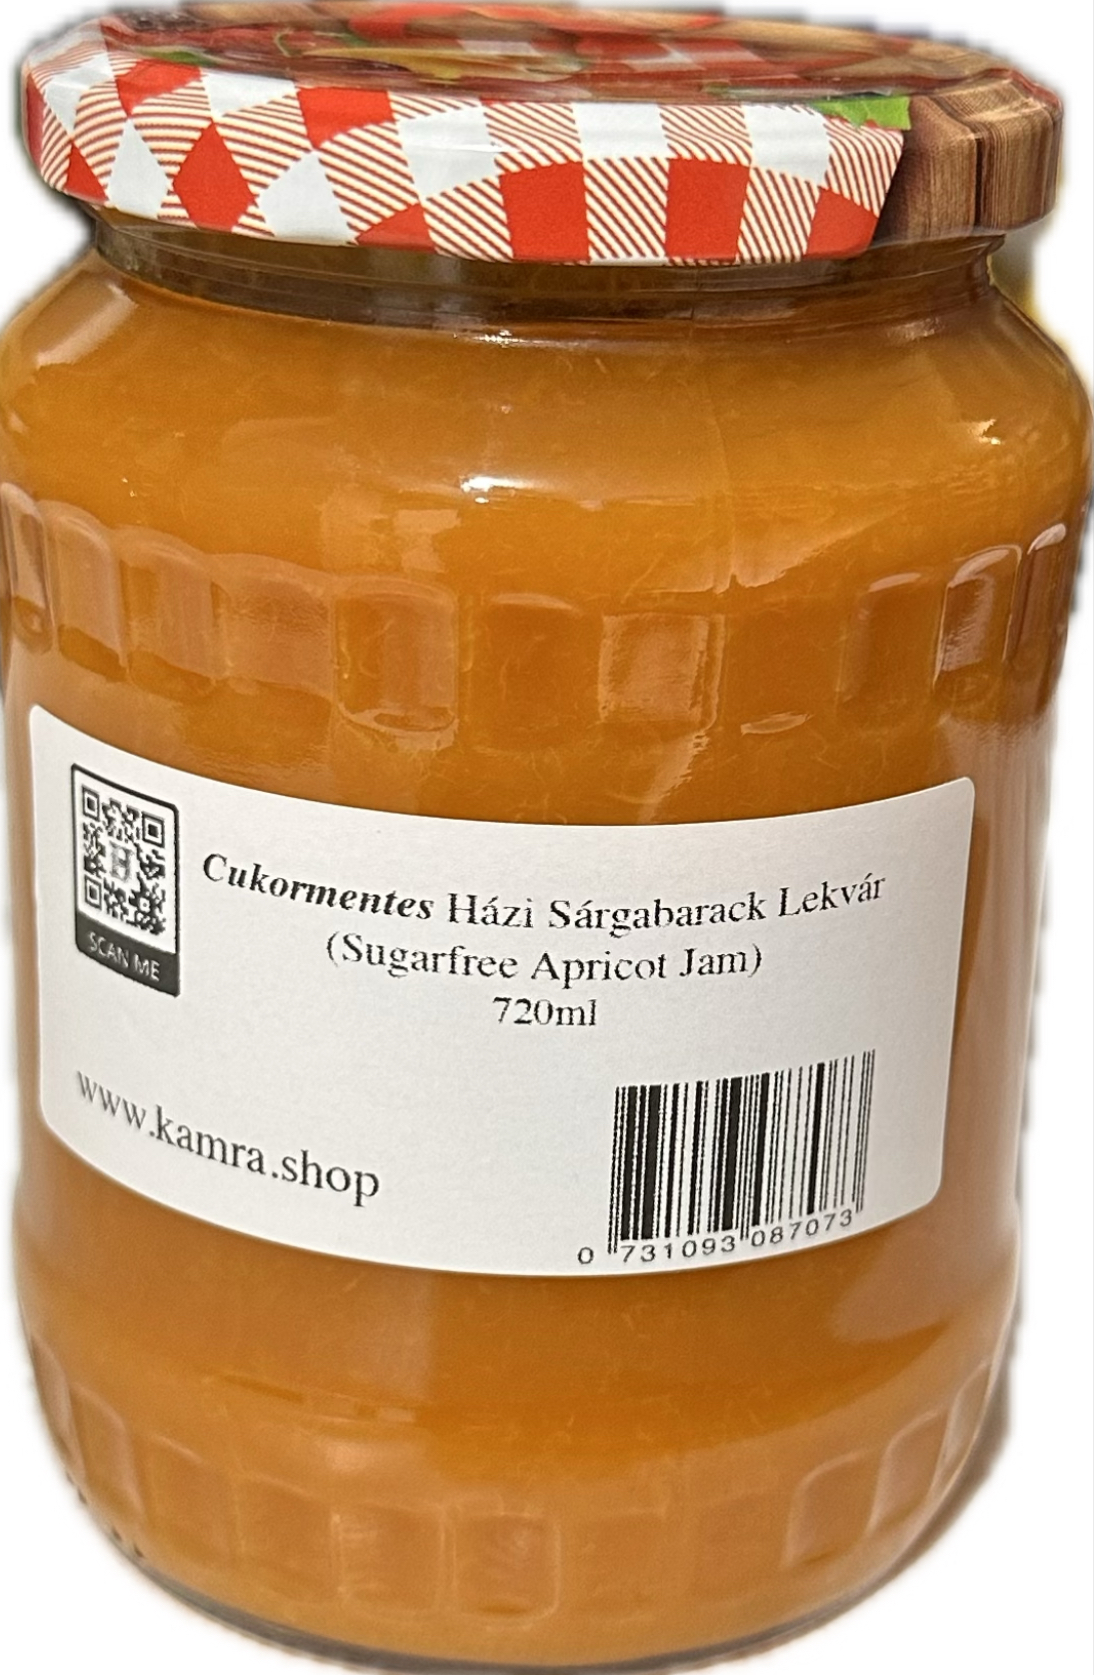 Cukormentes Házi Sárgabarack Lekvár
(Sugarfree Apricot Jam)
720ml
SCAN ME
www.kamra.shop
0 731093 087073